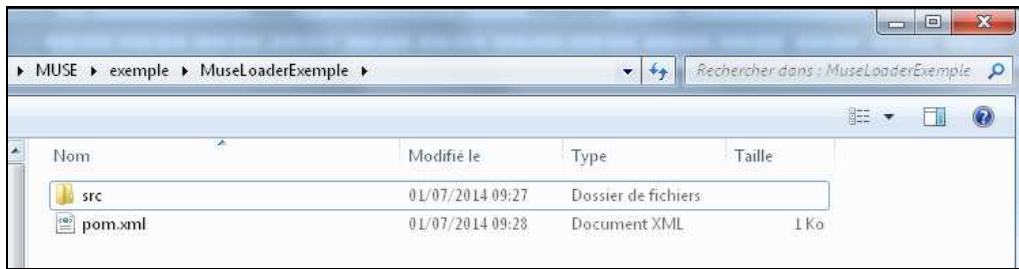 MUSE ▸ exemple ▸ MuseLoaderExemple ▸ Rechercher dans : MuseLoaderExemple
Nom Modifié le Type Taille
src 01/07/2014 09:27 Dossier de fichiers
pom.xml 01/07/2014 09:28 Document XML 1 Ko